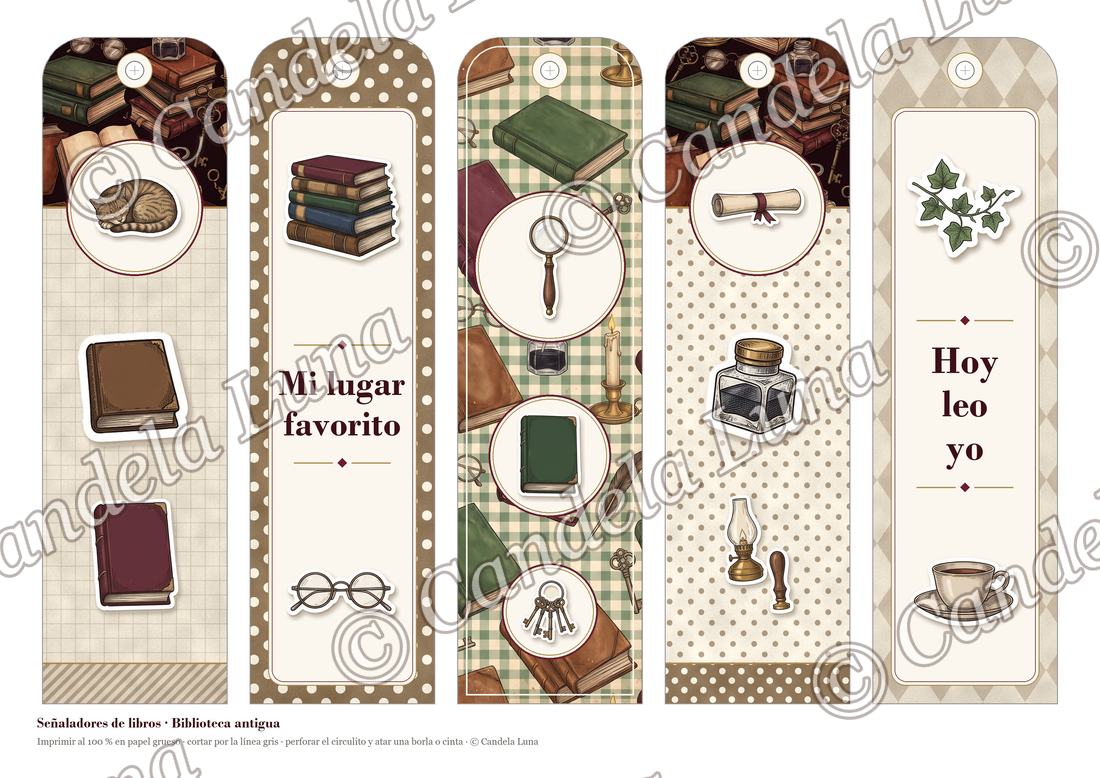 Mi lugar
favorito
Hoy
leo
yo
Señaladores de libros · Biblioteca antigua
Imprimir al 100 % en papel grueso · cortar por la línea gris · perforar el circulito y atar una borla o cinta · © Candela Luna
© Candela Luna
© Candela Luna
© Candela Luna
© Candela Luna